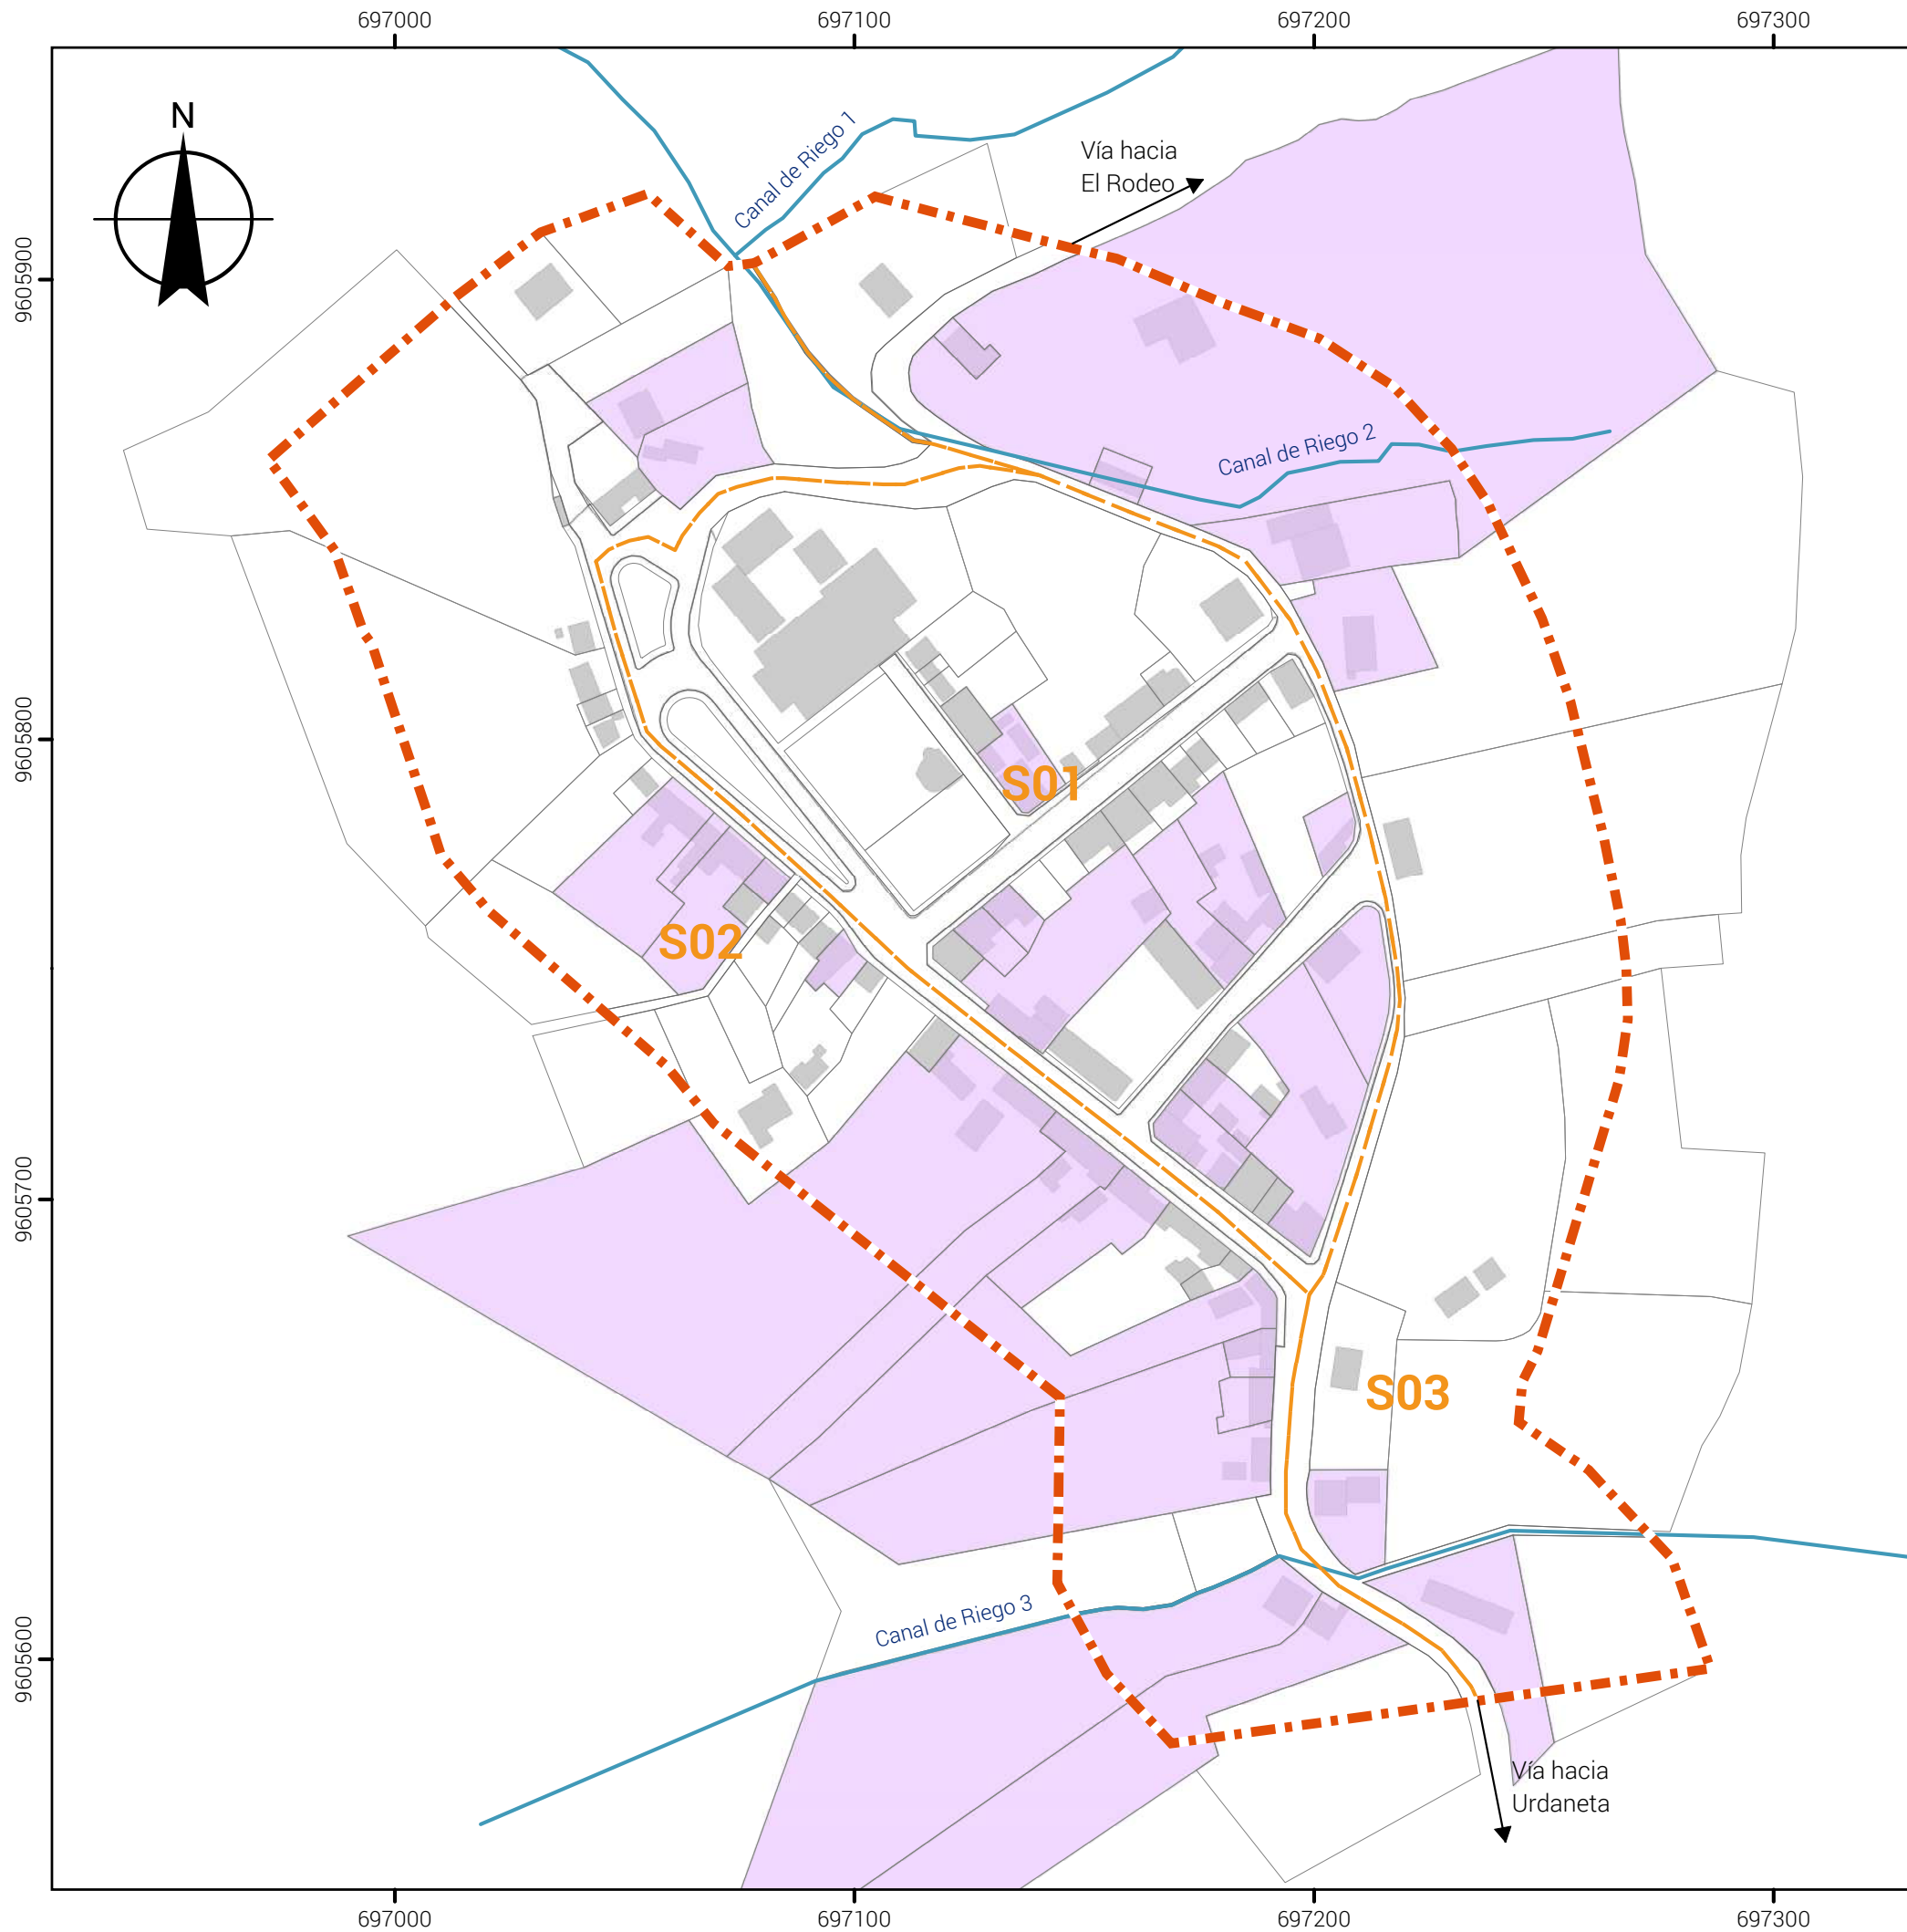 697000
697100
697200
697300
N
Canal de Riego 1
Vía hacia
El Rodeo
9605900
Canal de Riego 2
9605800
S01
S02
9605700
S03
9605600
Canal de Riego 3
Vía hacia
Urdaneta
697000
697100
697200
697300